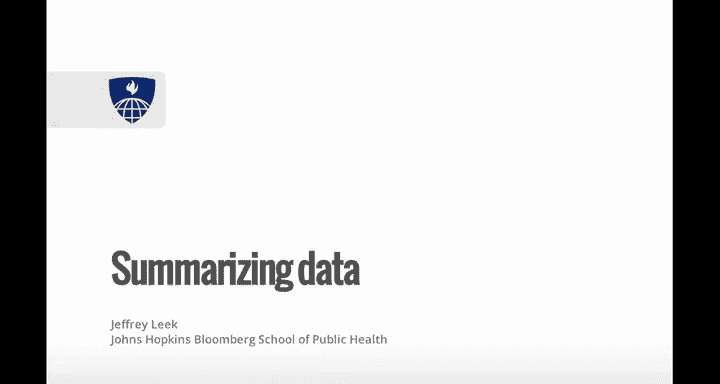 Summarizing data
Jeffrey Leek
Johns Hopkins Bloomberg School of Public Health